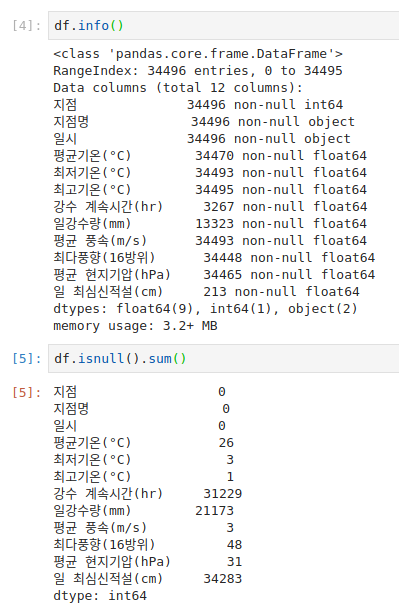 [4]: df.info()
<class 'pandas.core.frame.DataFrame'>
RangeIndex: 34496 entries, 0 to 34495
Data columns (total 12 columns):
지점 34496 non-null int64
지점명 34496 non-null object
일시 34496 non-null object
평균기온(°C) 34470 non-null float64
최저기온(°C) 34493 non-null float64
최고기온(°C) 34495 non-null float64
강수 계속시간(hr) 3267 non-null float64
일강수량(mm) 13323 non-null float64
평균 풍속(m/s) 34493 non-null float64
최다풍향(16방위) 34448 non-null float64
평균 현지기압(hPa) 34465 non-null float64
일 최심신적설(cm) 213 non-null float64
dtypes: float64(9), int64(1), object(2)
memory usage: 3.2+ MB
[5]: df.isnull().sum()
[5]: 지점 0
지점명 0
일시 0
평균기온(°C) 26
최저기온(°C) 3
최고기온(°C) 1
강수 계속시간(hr) 31229
일강수량(mm) 21173
평균 풍속(m/s) 3
최다풍향(16방위) 48
평균 현지기압(hPa) 31
일 최심신적설(cm) 34283
dtype: int64